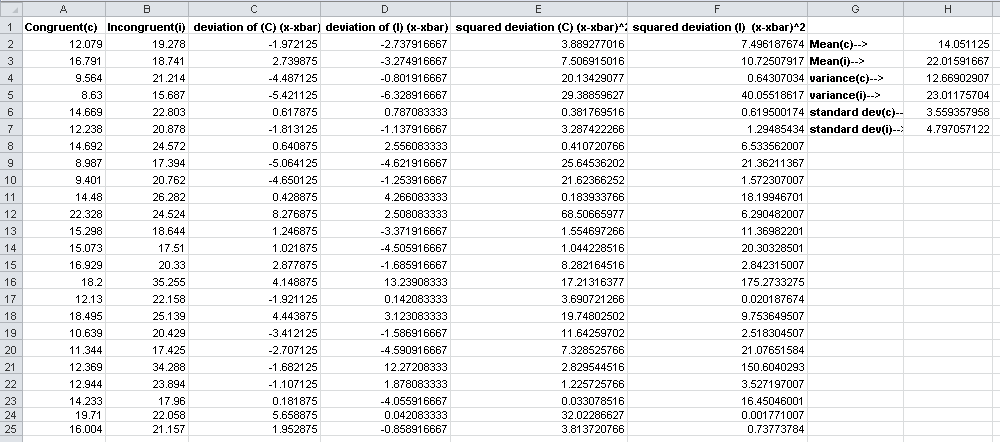 A B C D E F G H
1 Congruent(c) Incongruent(i) deviation of (C) (x-xbar) deviation of (I) (x-xbar) squared deviation (C) (x-xbar)^2 squared deviation (I) (x-xbar)^2
2 12.079 19.278 -1.972125 -2.737916667 3.889277016 7.496187674 Mean(c)--> 14.051125
3 16.791 18.741 2.739875 -3.274916667 7.506915016 10.72507917 Mean(i)--> 22.01591667
4 9.564 21.214 -4.487125 -0.801916667 20.13429077 0.64307034 variance(c)--> 12.66902907
5 8.63 15.687 -5.421125 -6.328916667 29.38859627 40.05518617 variance(i)--> 23.01175704
6 14.669 22.803 0.617875 0.787083333 0.381769516 0.619500174 standard dev(c)-- 3.559357958
7 12.238 20.878 -1.813125 -1.137916667 3.287422266 1.29485434 standard dev(i)--> 4.797057122
8 14.692 24.572 0.640875 2.556083333 0.410720766 6.533562007
9 8.987 17.394 -5.064125 -4.621916667 25.64536202 21.36211367
10 9.401 20.762 -4.650125 -1.253916667 21.62366252 1.572307007
11 14.48 26.282 0.428875 4.266083333 0.183933766 18.19946701
12 22.328 24.524 8.276875 2.508083333 68.50665977 6.290482007
13 15.298 18.644 1.246875 -3.371916667 1.554697266 11.36982201
14 15.073 17.51 1.021875 -4.505916667 1.044228516 20.30328501
15 16.929 20.33 2.877875 -1.685916667 8.282164516 2.842315007
16 18.2 35.255 4.148875 13.23908333 17.21316377 175.2733275
17 12.13 22.158 -1.921125 0.142083333 3.690721266 0.020187674
18 18.495 25.139 4.443875 3.123083333 19.74802502 9.753649507
19 10.639 20.429 -3.412125 -1.586916667 11.64259702 2.518304507
20 11.344 17.425 -2.707125 -4.590916667 7.328525766 21.07651584
21 12.369 34.288 -1.682125 12.27208333 2.829544516 150.6040293
22 12.944 23.894 -1.107125 1.878083333 1.225725766 3.527197007
23 14.233 17.96 0.181875 -4.055916667 0.033078516 16.45046001
24 19.71 22.058 5.658875 0.042083333 32.02286627 0.001771007
25 16.004 21.157 1.952875 -0.858916667 3.813720766 0.73773784